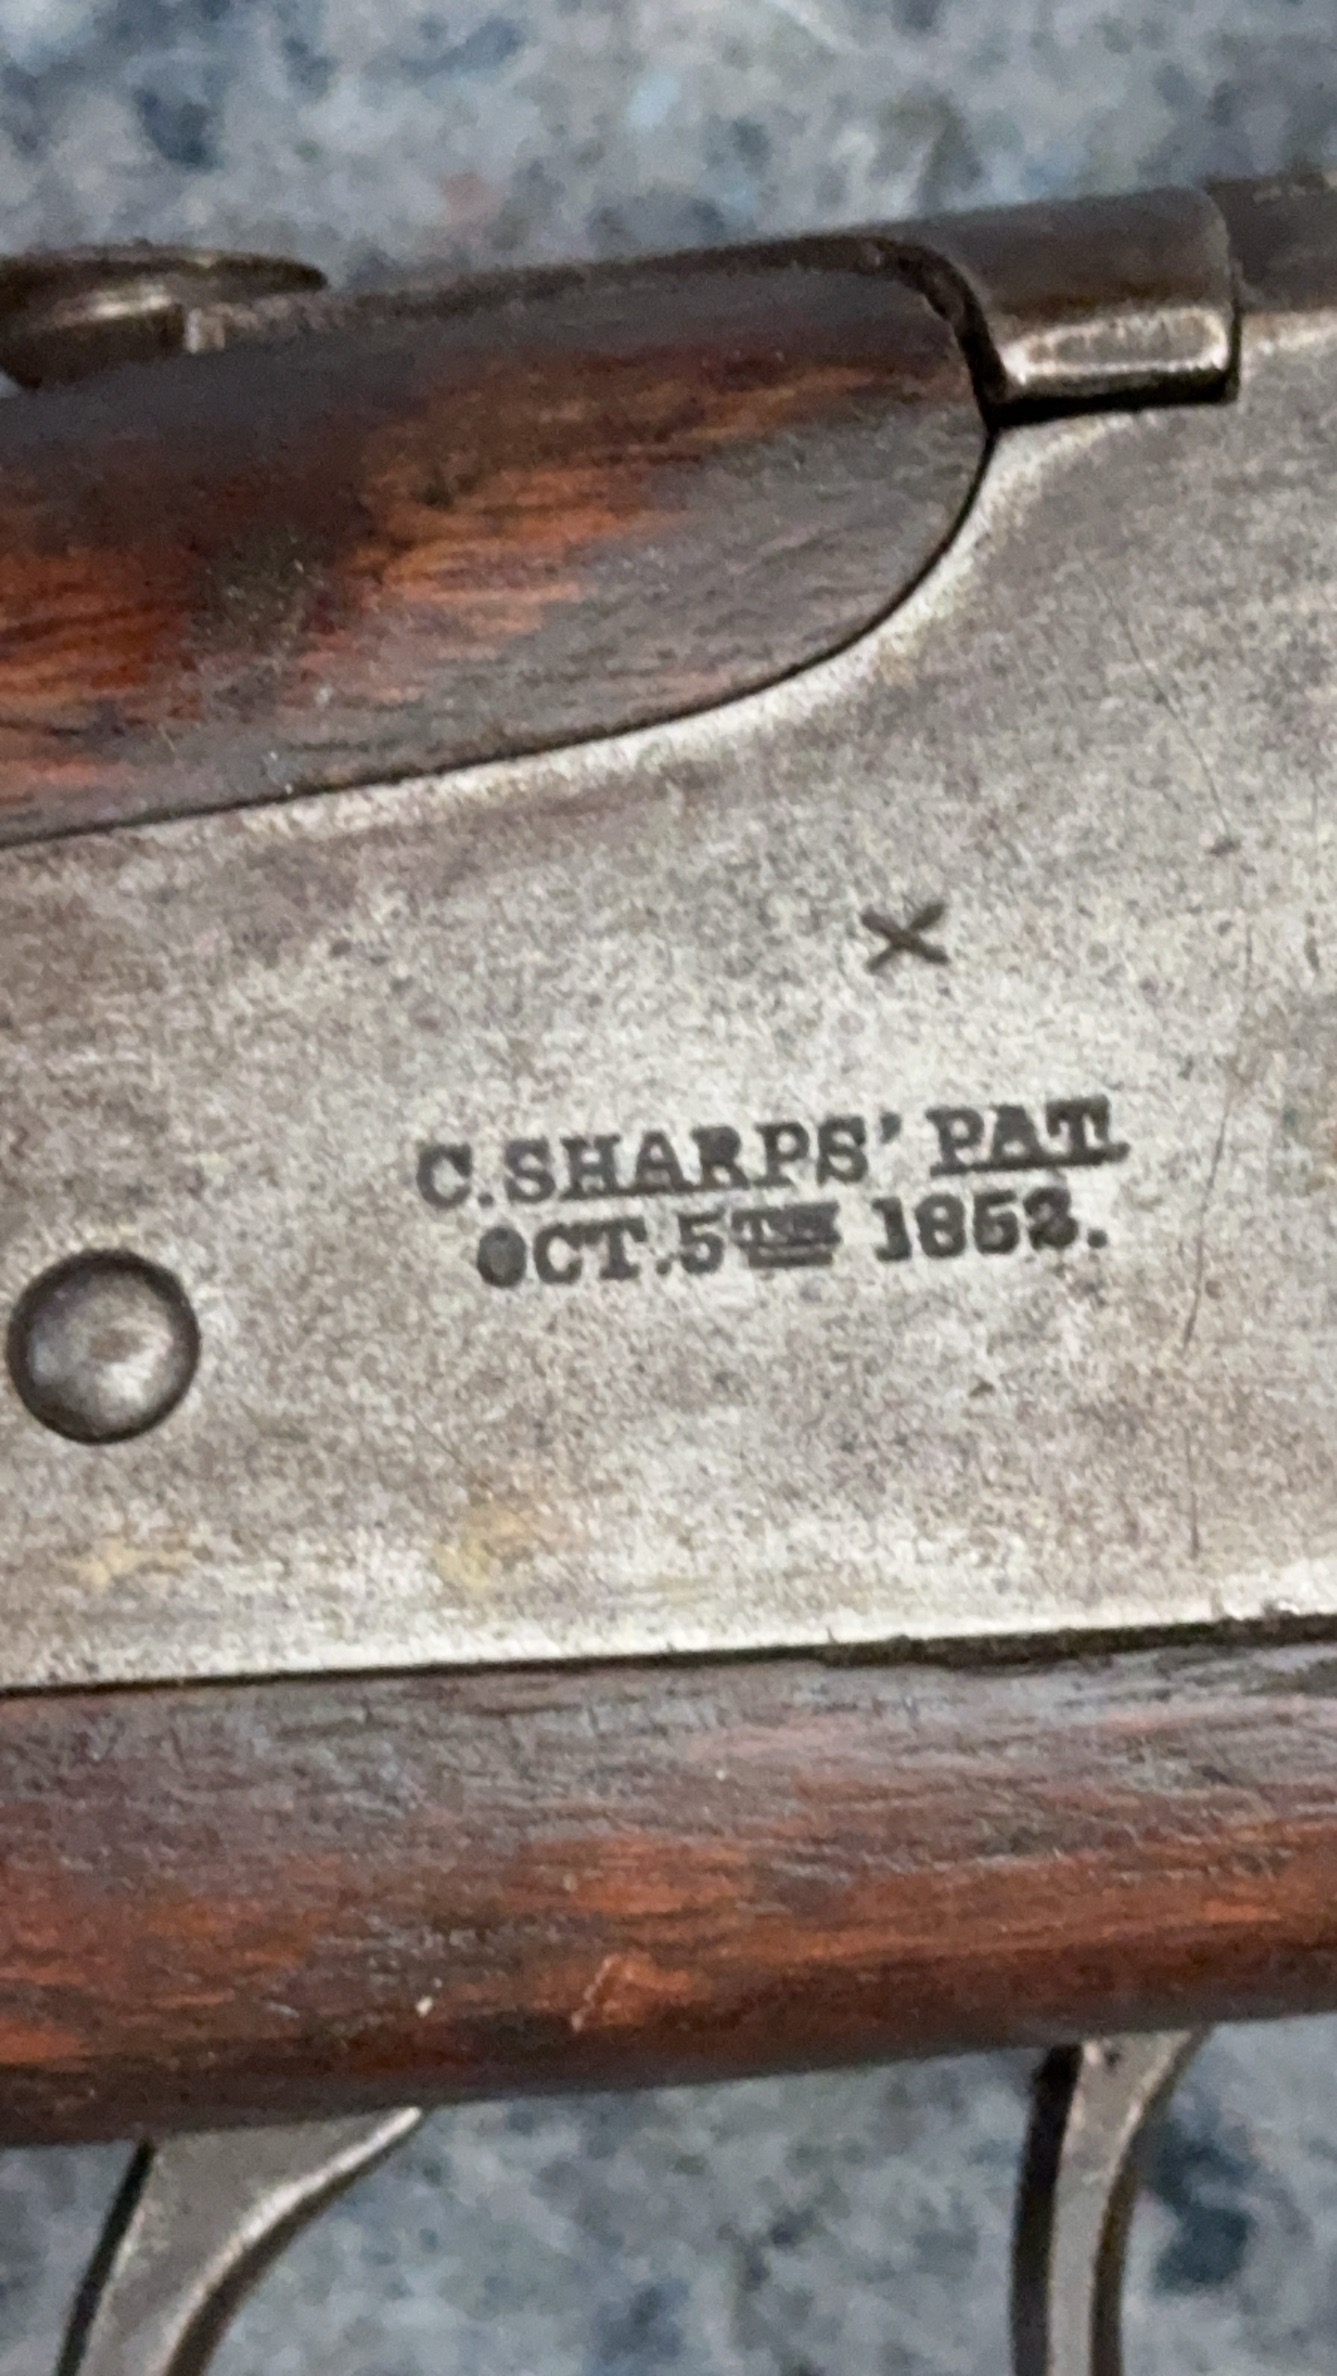 ×
C. SHARPS' PAT.
OCT. 5TH 1852.